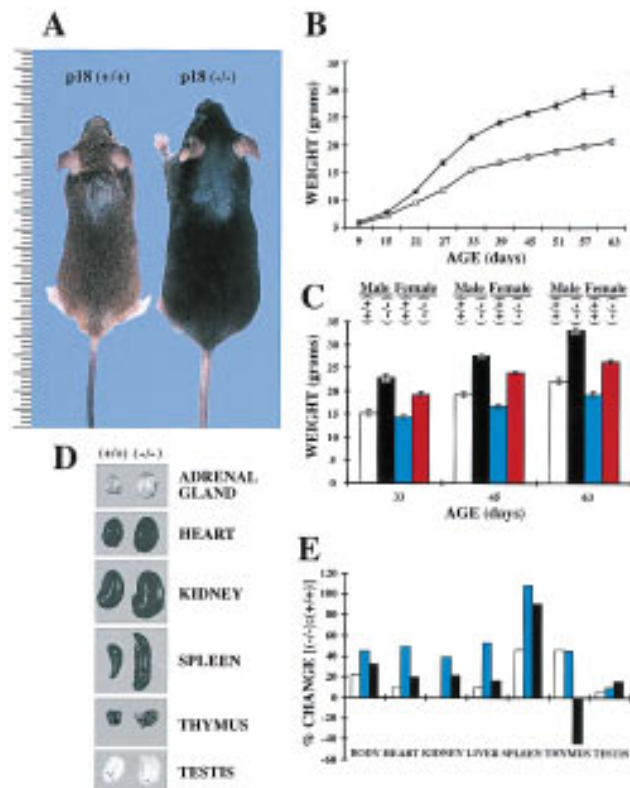 A
p18 (+/+) p18 (-/-)
B
WEIGHT (grams)
35
30
25
20
15
10
5
9 15 21 27 33 39 45 51 57 63
AGE (days)
C
Male Female Male Female Male Female
(+/+) (-/-) (+/+) (-/-) (+/+) (-/-) (+/+) (-/-) (+/+) (-/-) (+/+) (-/-)
WEIGHT (grams)
35
30
25
20
15
10
5
0
33 45 63
AGE (days)
D
(+/+) (-/-)
ADRENAL
GLAND
HEART
KIDNEY
SPLEEN
THYMUS
TESTIS
E
% CHANGE [(-/-):(+/+)]
120
100
80
60
40
20
0
-20
-40
-60
BODY HEART KIDNEY LIVER SPLEEN THYMUS TESTIS